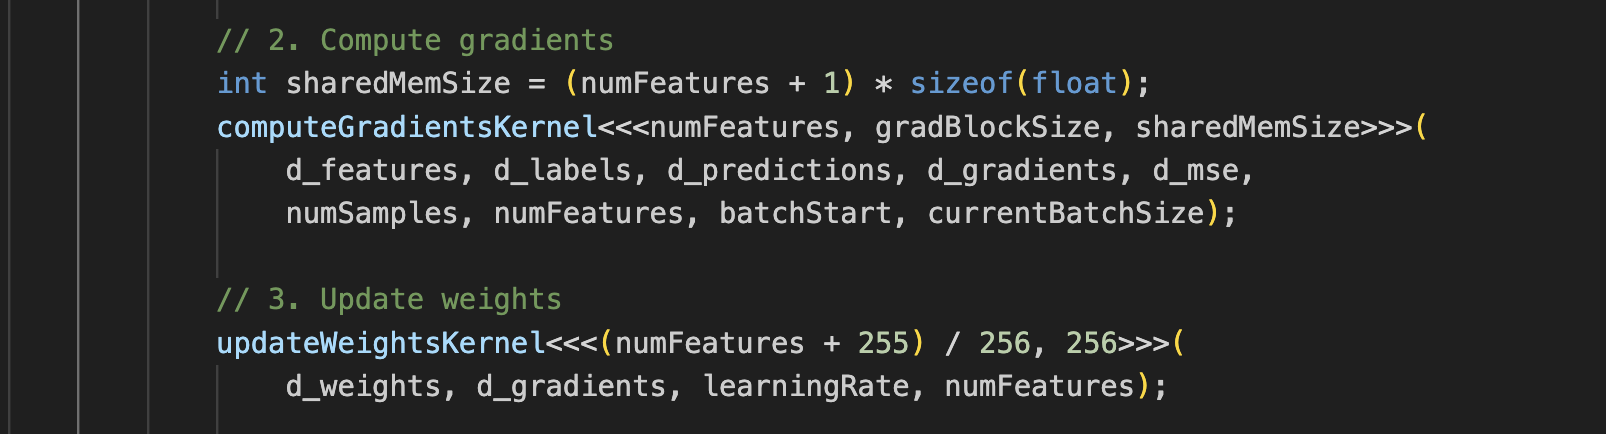 // 2. Compute gradients
int sharedMemSize = (numFeatures + 1) * sizeof(float);
computeGradientsKernel<<<numFeatures, gradBlockSize, sharedMemSize>>>(
d_features, d_labels, d_predictions, d_gradients, d_mse,
numSamples, numFeatures, batchStart, currentBatchSize);
// 3. Update weights
updateWeightsKernel<<<(numFeatures + 255) / 256, 256>>>(
d_weights, d_gradients, learningRate, numFeatures);